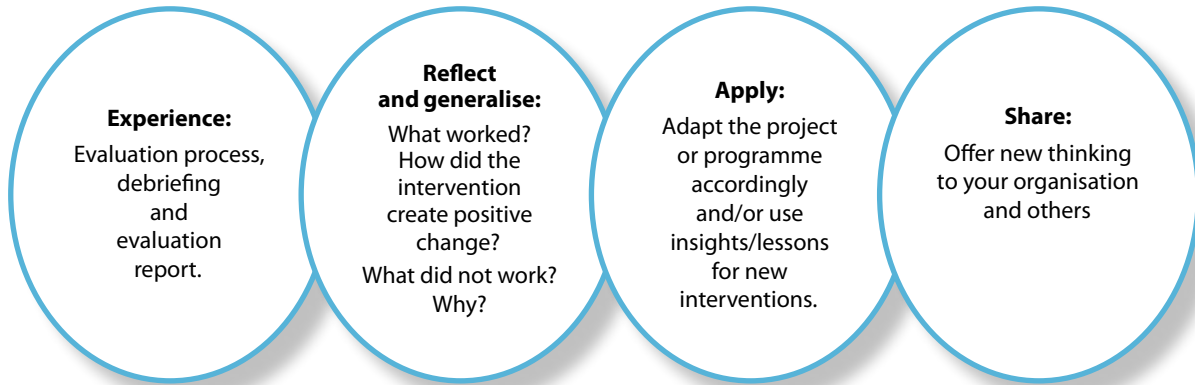 Experience:
Evaluation process,
debriefing
and
evaluation
report.
Reflect
and generalise:
What worked?
How did the
intervention
create positive
change?
What did not work?
Why?
Apply:
Adapt the project
or programme
accordingly
and/or use
insights/lessons
for new
interventions.
Share:
Offer new thinking
to your organisation
and others